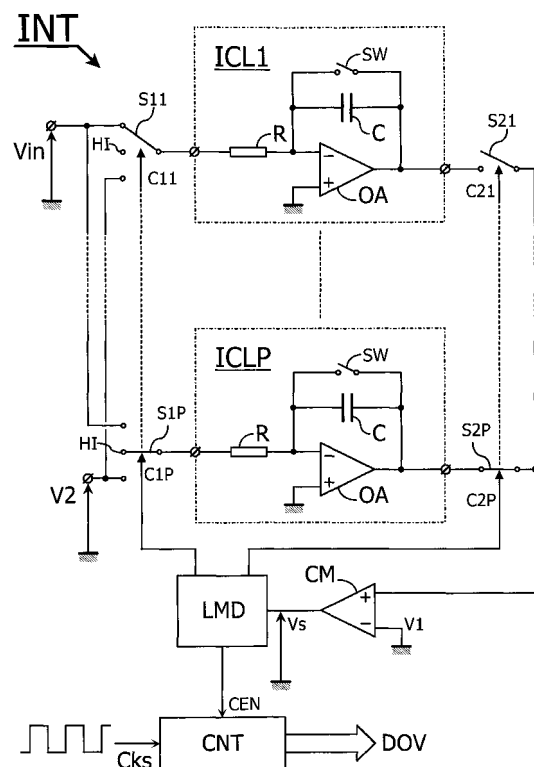 INT
ICL1
SW
S11
C
S21
Vin
HI
R
−
+
OA
C11
C21
ICLP
SW
S1P
R
C
S2P
HI
−
+
OA
C1P
C2P
V2
LMD
CM
+
−
Vs
V1
CEN
Cks
CNT
DOV